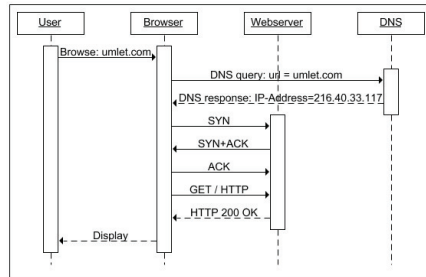 User
Browser
Webserver
DNS
Browse: umlet.com
DNS query: url = umlet.com
DNS response: IP-Address=216.40.33.117
SYN
SYN+ACK
ACK
GET / HTTP
HTTP 200 OK
Display